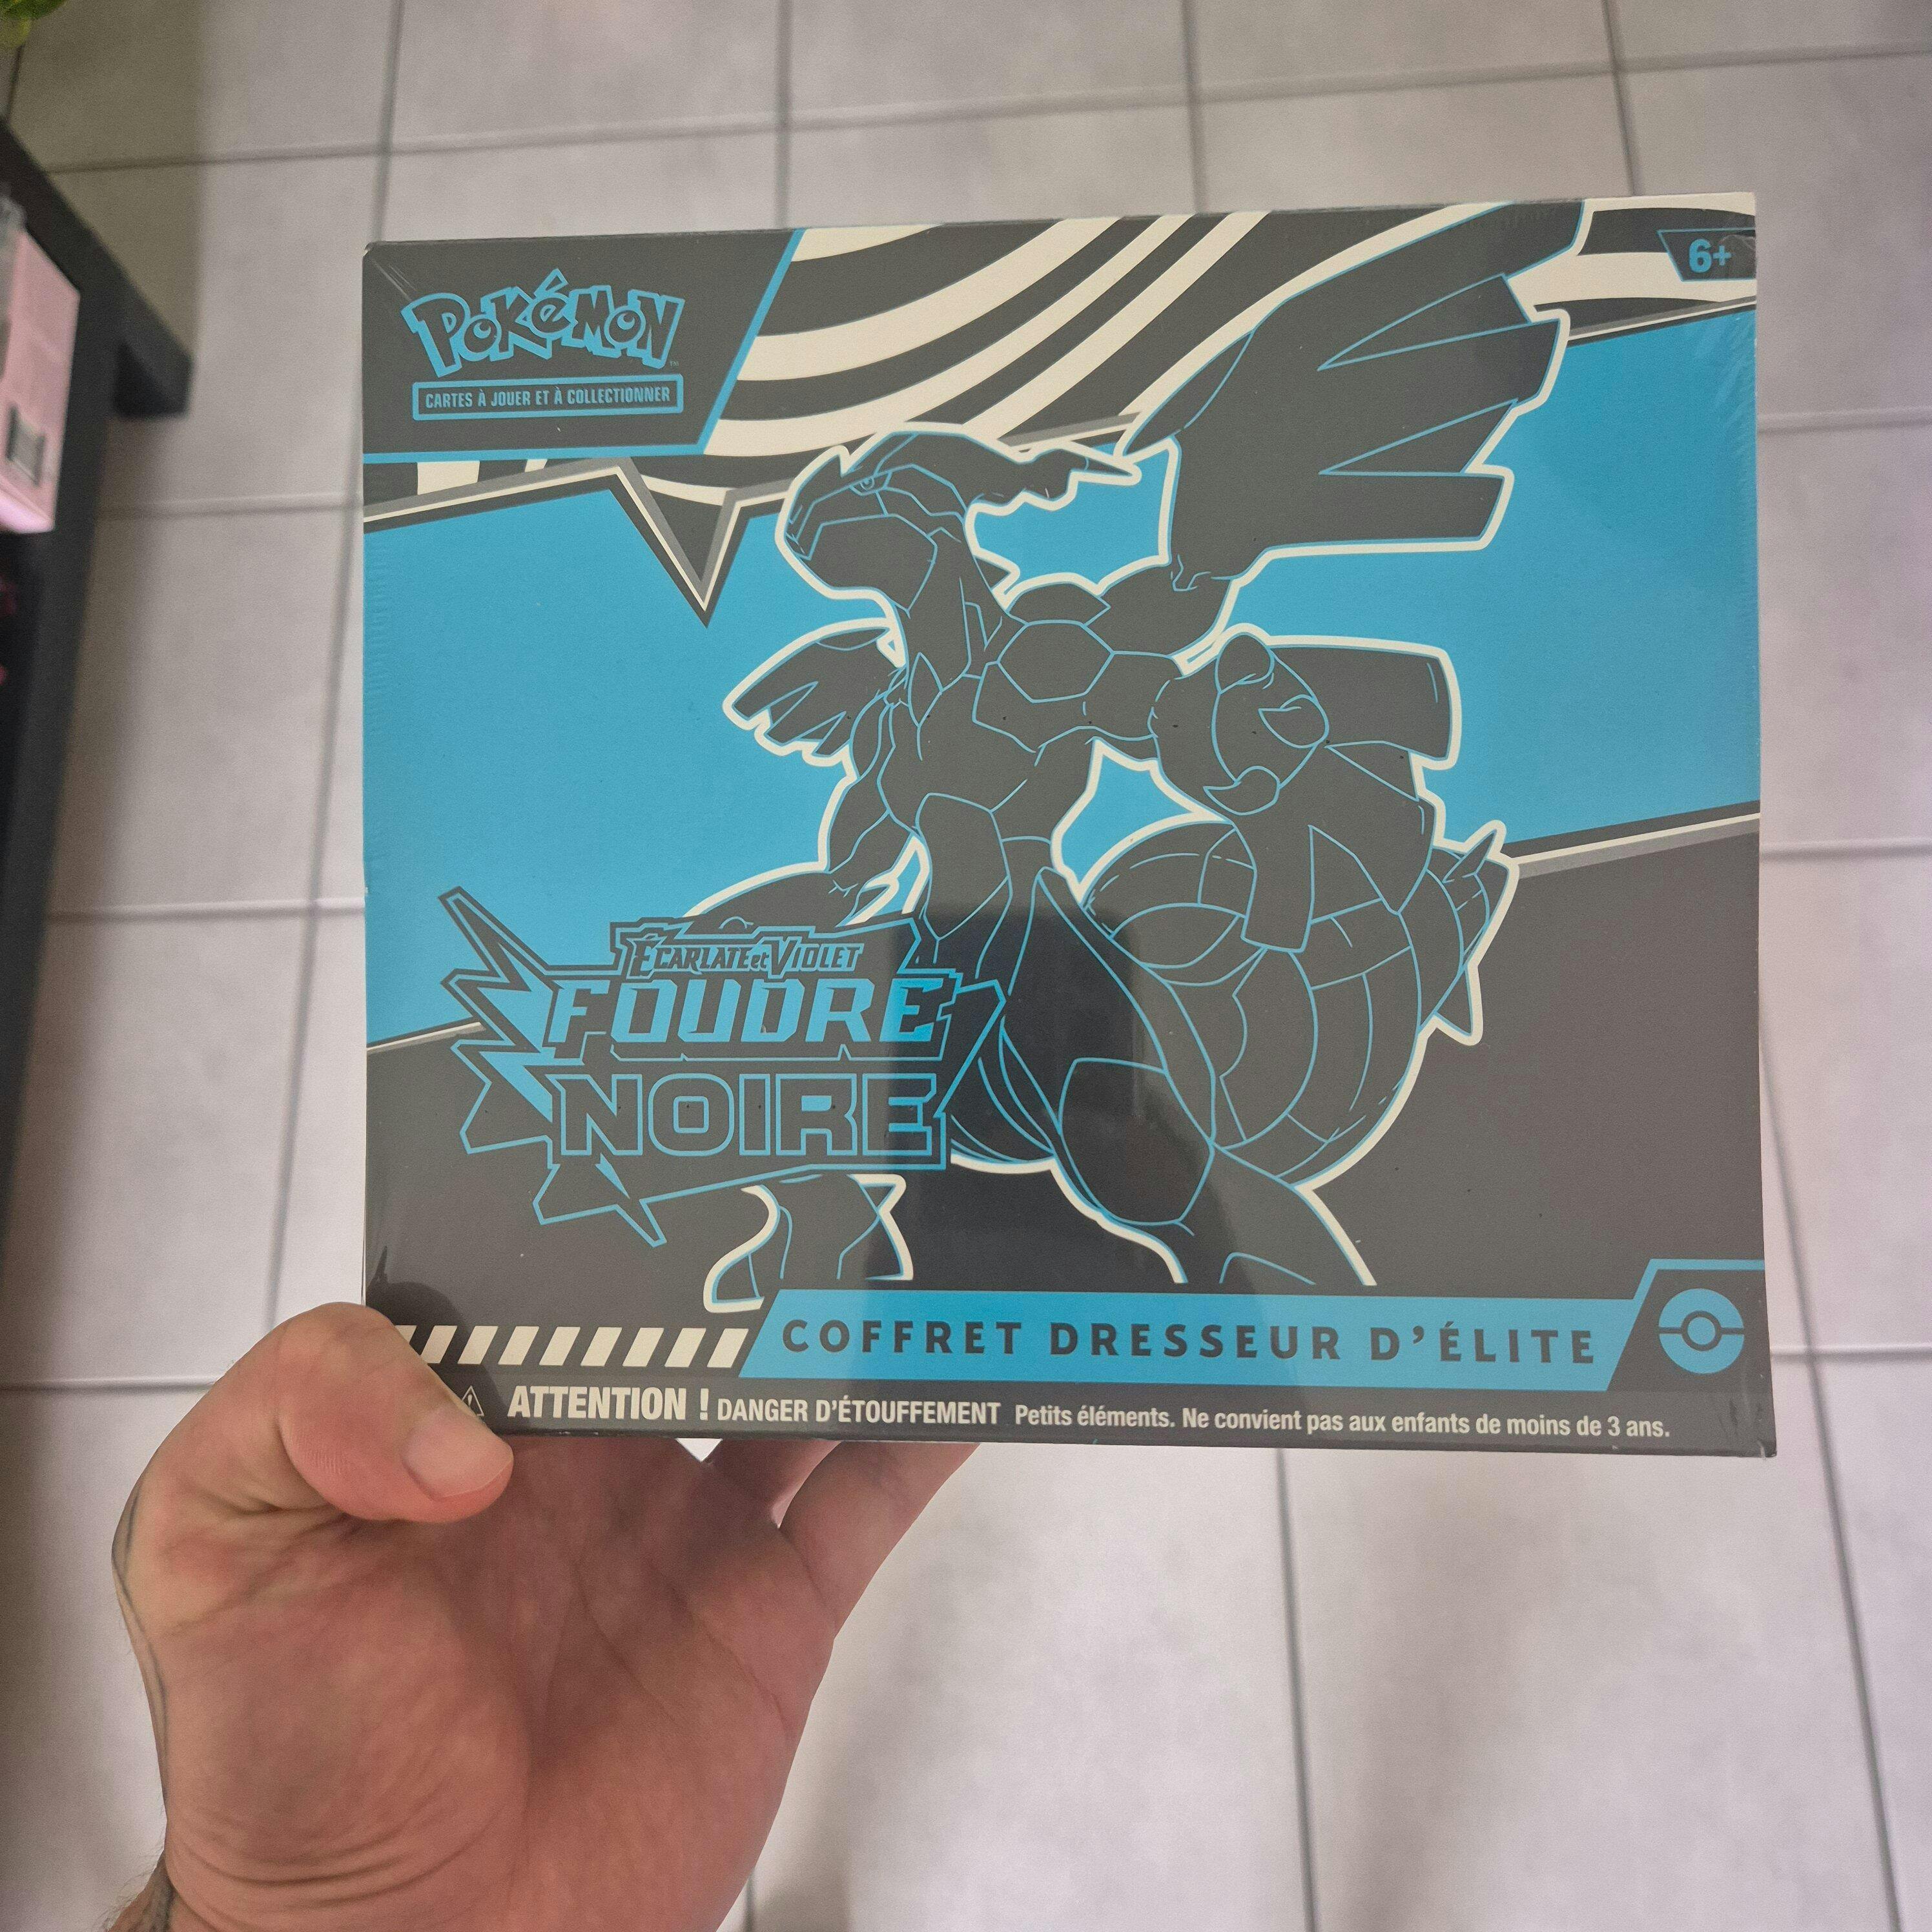 6+
POKéMON
CARTES À JOUER ET À COLLECTIONNER
ÉCARLATE et VIOLET
FOUDRE
NOIRE
COFFRET DRESSEUR D'ÉLITE
ATTENTION ! DANGER D'ÉTOUFFEMENT Petits éléments. Ne convient pas aux enfants de moins de 3 ans.